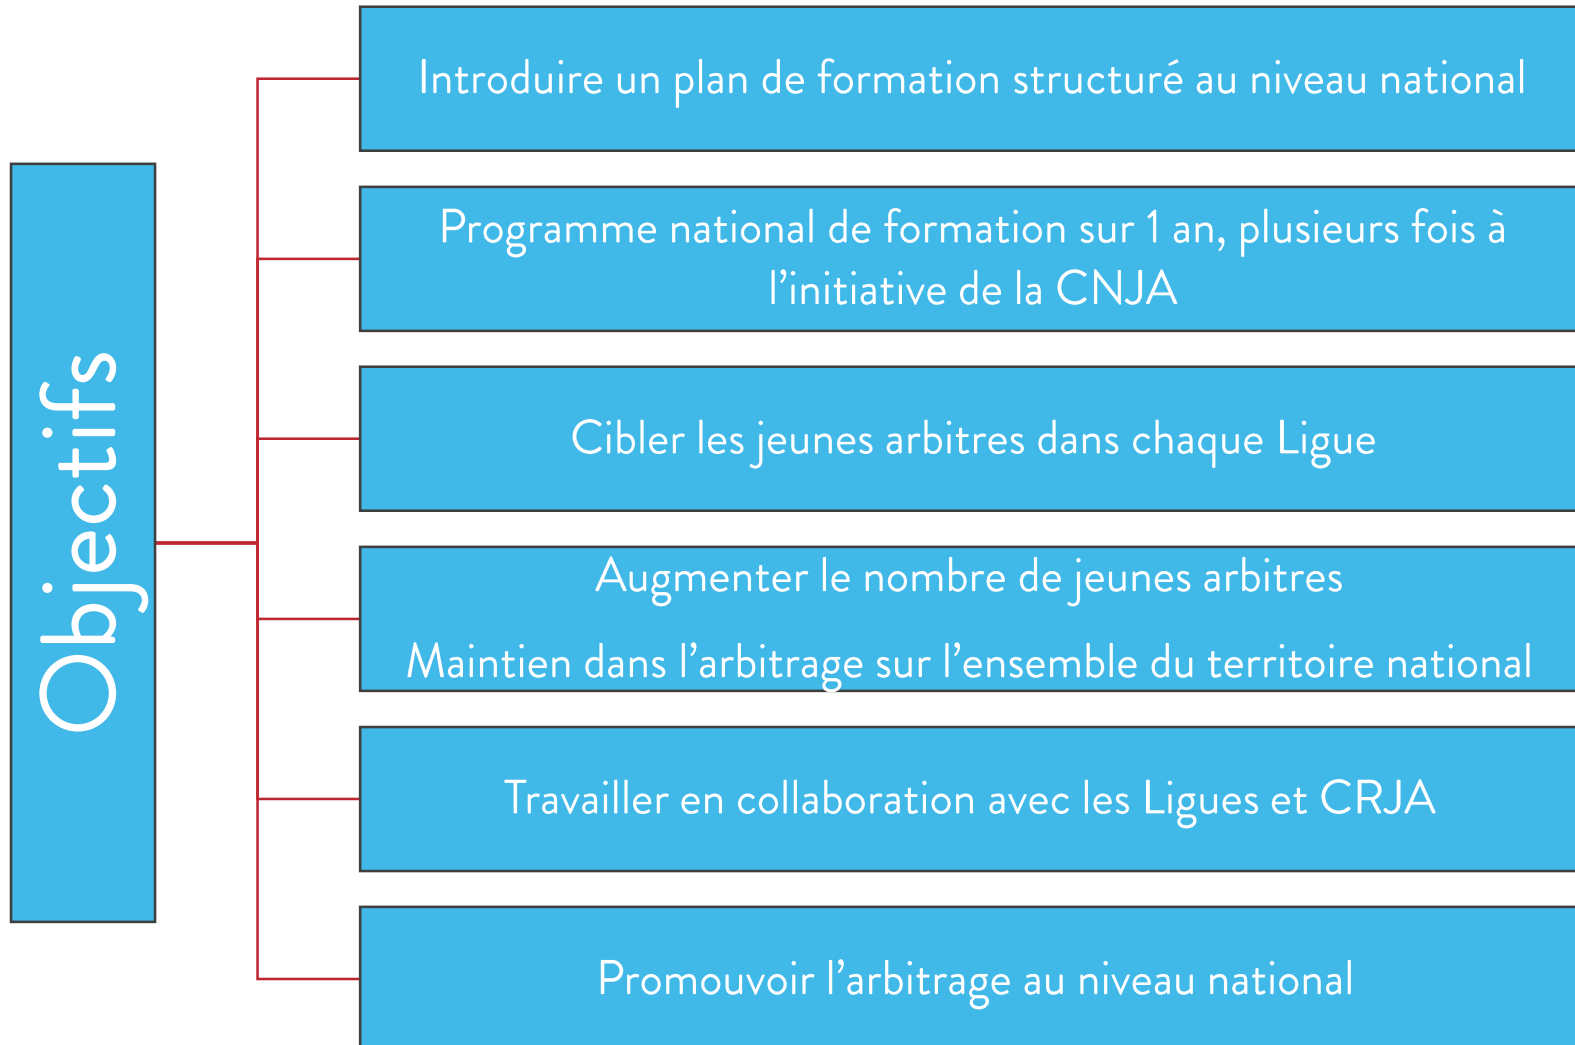 Objectifs
Introduire un plan de formation structuré au niveau national
Programme national de formation sur 1 an, plusieurs fois à
l’initiative de la CNJA
Cibler les jeunes arbitres dans chaque Ligue
Augmenter le nombre de jeunes arbitres
Maintien dans l’arbitrage sur l’ensemble du territoire national
Travailler en collaboration avec les Ligues et CRJA
Promouvoir l’arbitrage au niveau national